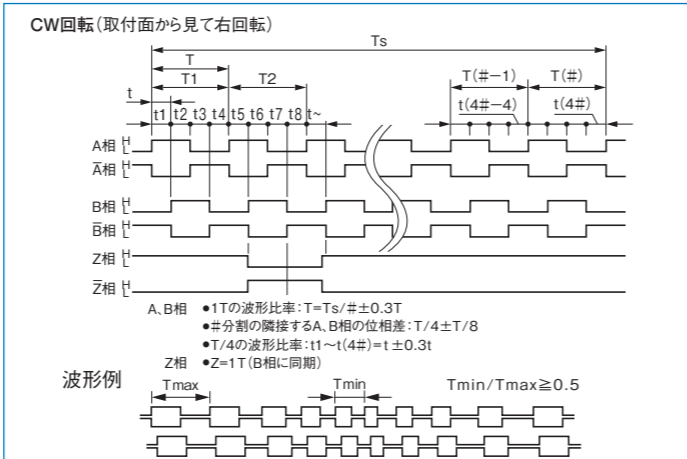 CW回転（取付面から見て右回転）
Ts
T
T1 T2 T(#−1) T(#)
t
t1 t2 t3 t4 t5 t6 t7 t8 t~ t(4#−4) t(4#)
A相 H L
A̅相 H L
B相 H L
B̅相 H L
Z相 H L
Z̅相 H L
A、B相 ●1Tの波形比率：T=Ts/#±0.3T
●#分割の隣接するA、B相の位相差：T/4±T/8
●T/4の波形比率：t1～t(4#)=t±0.3t
Z相 ●Z=1T（B相に同期）
波形例 Tmax Tmin Tmin/Tmax≧0.5